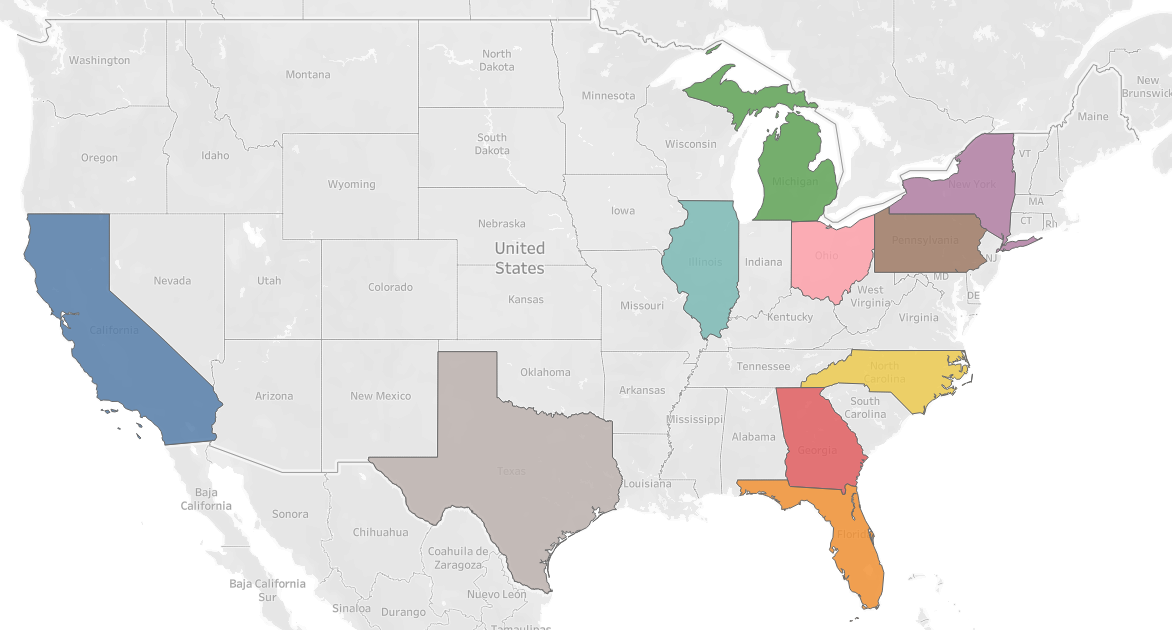 New
Brunswick
Washington
Montana
North
Dakota
Minnesota
Maine
Oregon
Idaho
South
Dakota
Wisconsin
VT
Wyoming
Michigan
New York
MA
Iowa
CT
RI
Nebraska
United
States
Nevada
Utah
Colorado
Kansas
Illinois
Indiana
Ohio
Pennsylvania
NJ
MD
DE
West
Virginia
Missouri
Kentucky
Virginia
California
Tennessee
North
Carolina
Oklahoma
Arkansas
Arizona
New Mexico
South
Carolina
Mississippi
Alabama
Georgia
Texas
Louisiana
Baja
California
Sonora
Chihuahua
Florida
Coahuila de
Zaragoza
Baja California
Sur
Sinaloa
Durango
Nuevo León
Tamaulipas